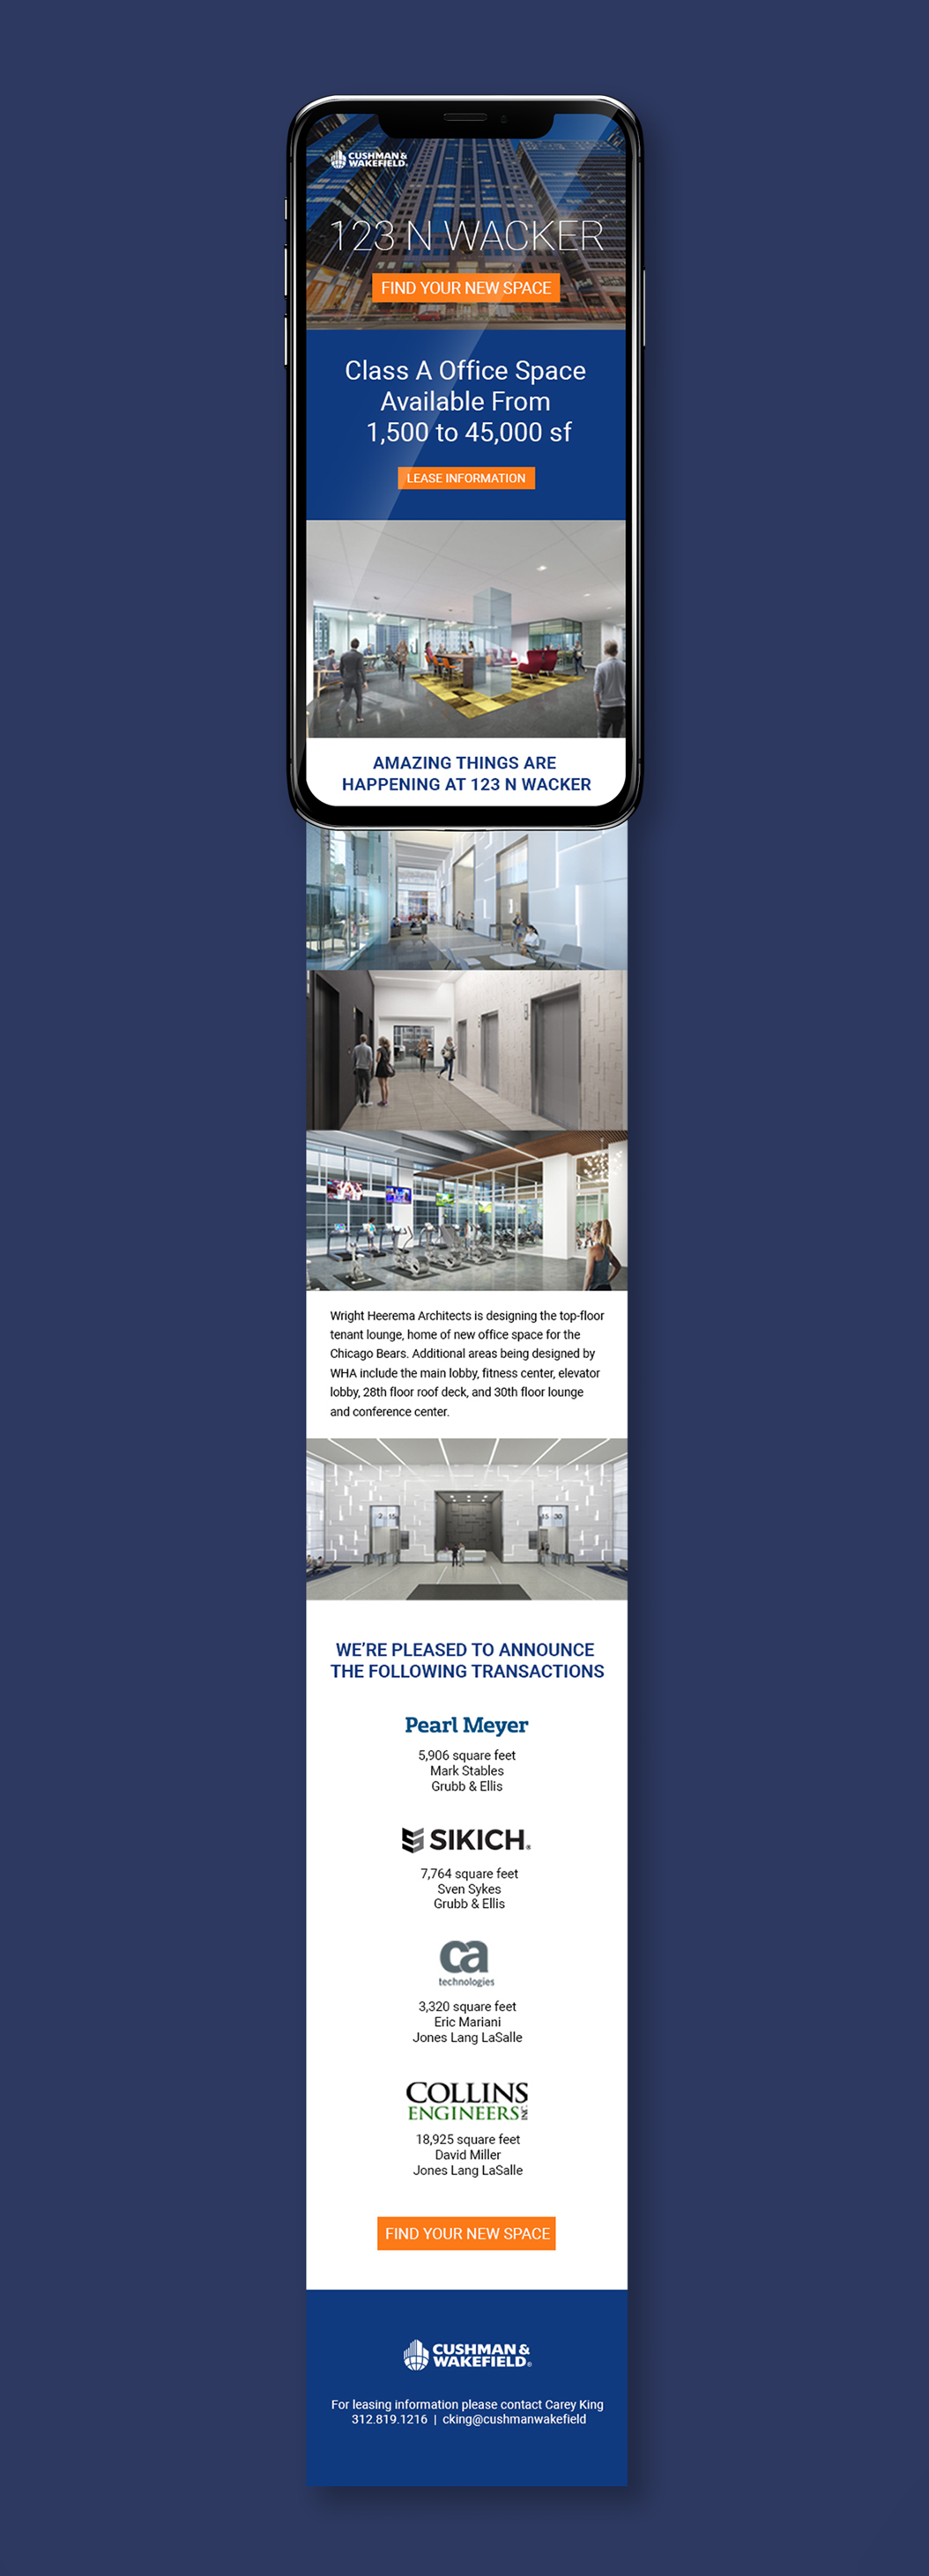 CUSHMAN &
WAKEFIELD®
123 N WACKER
FIND YOUR NEW SPACE
Class A Office Space
Available From
1,500 to 45,000 sf
LEASE INFORMATION
AMAZING THINGS ARE
HAPPENING AT 123 N WACKER
Wright Heerema Architects is designing the top-floor
tenant lounge, home of new office space for the
Chicago Bears. Additional areas being designed by
WHA include the main lobby, fitness center, elevator
lobby, 28th floor roof deck, and 30th floor lounge
and conference center.
WE'RE PLEASED TO ANNOUNCE
THE FOLLOWING TRANSACTIONS
Pearl Meyer
5,906 square feet
Mark Stables
Grubb & Ellis
SIKICH®
7,764 square feet
Sven Sykes
Grubb & Ellis
ca
technologies
3,320 square feet
Eric Mariani
Jones Lang LaSalle
COLLINS
ENGINEERS INC
18,925 square feet
David Miller
Jones Lang LaSalle
FIND YOUR NEW SPACE
CUSHMAN &
WAKEFIELD®
For leasing information please contact Carey King
312.819.1216 | cking@cushmanwakefield